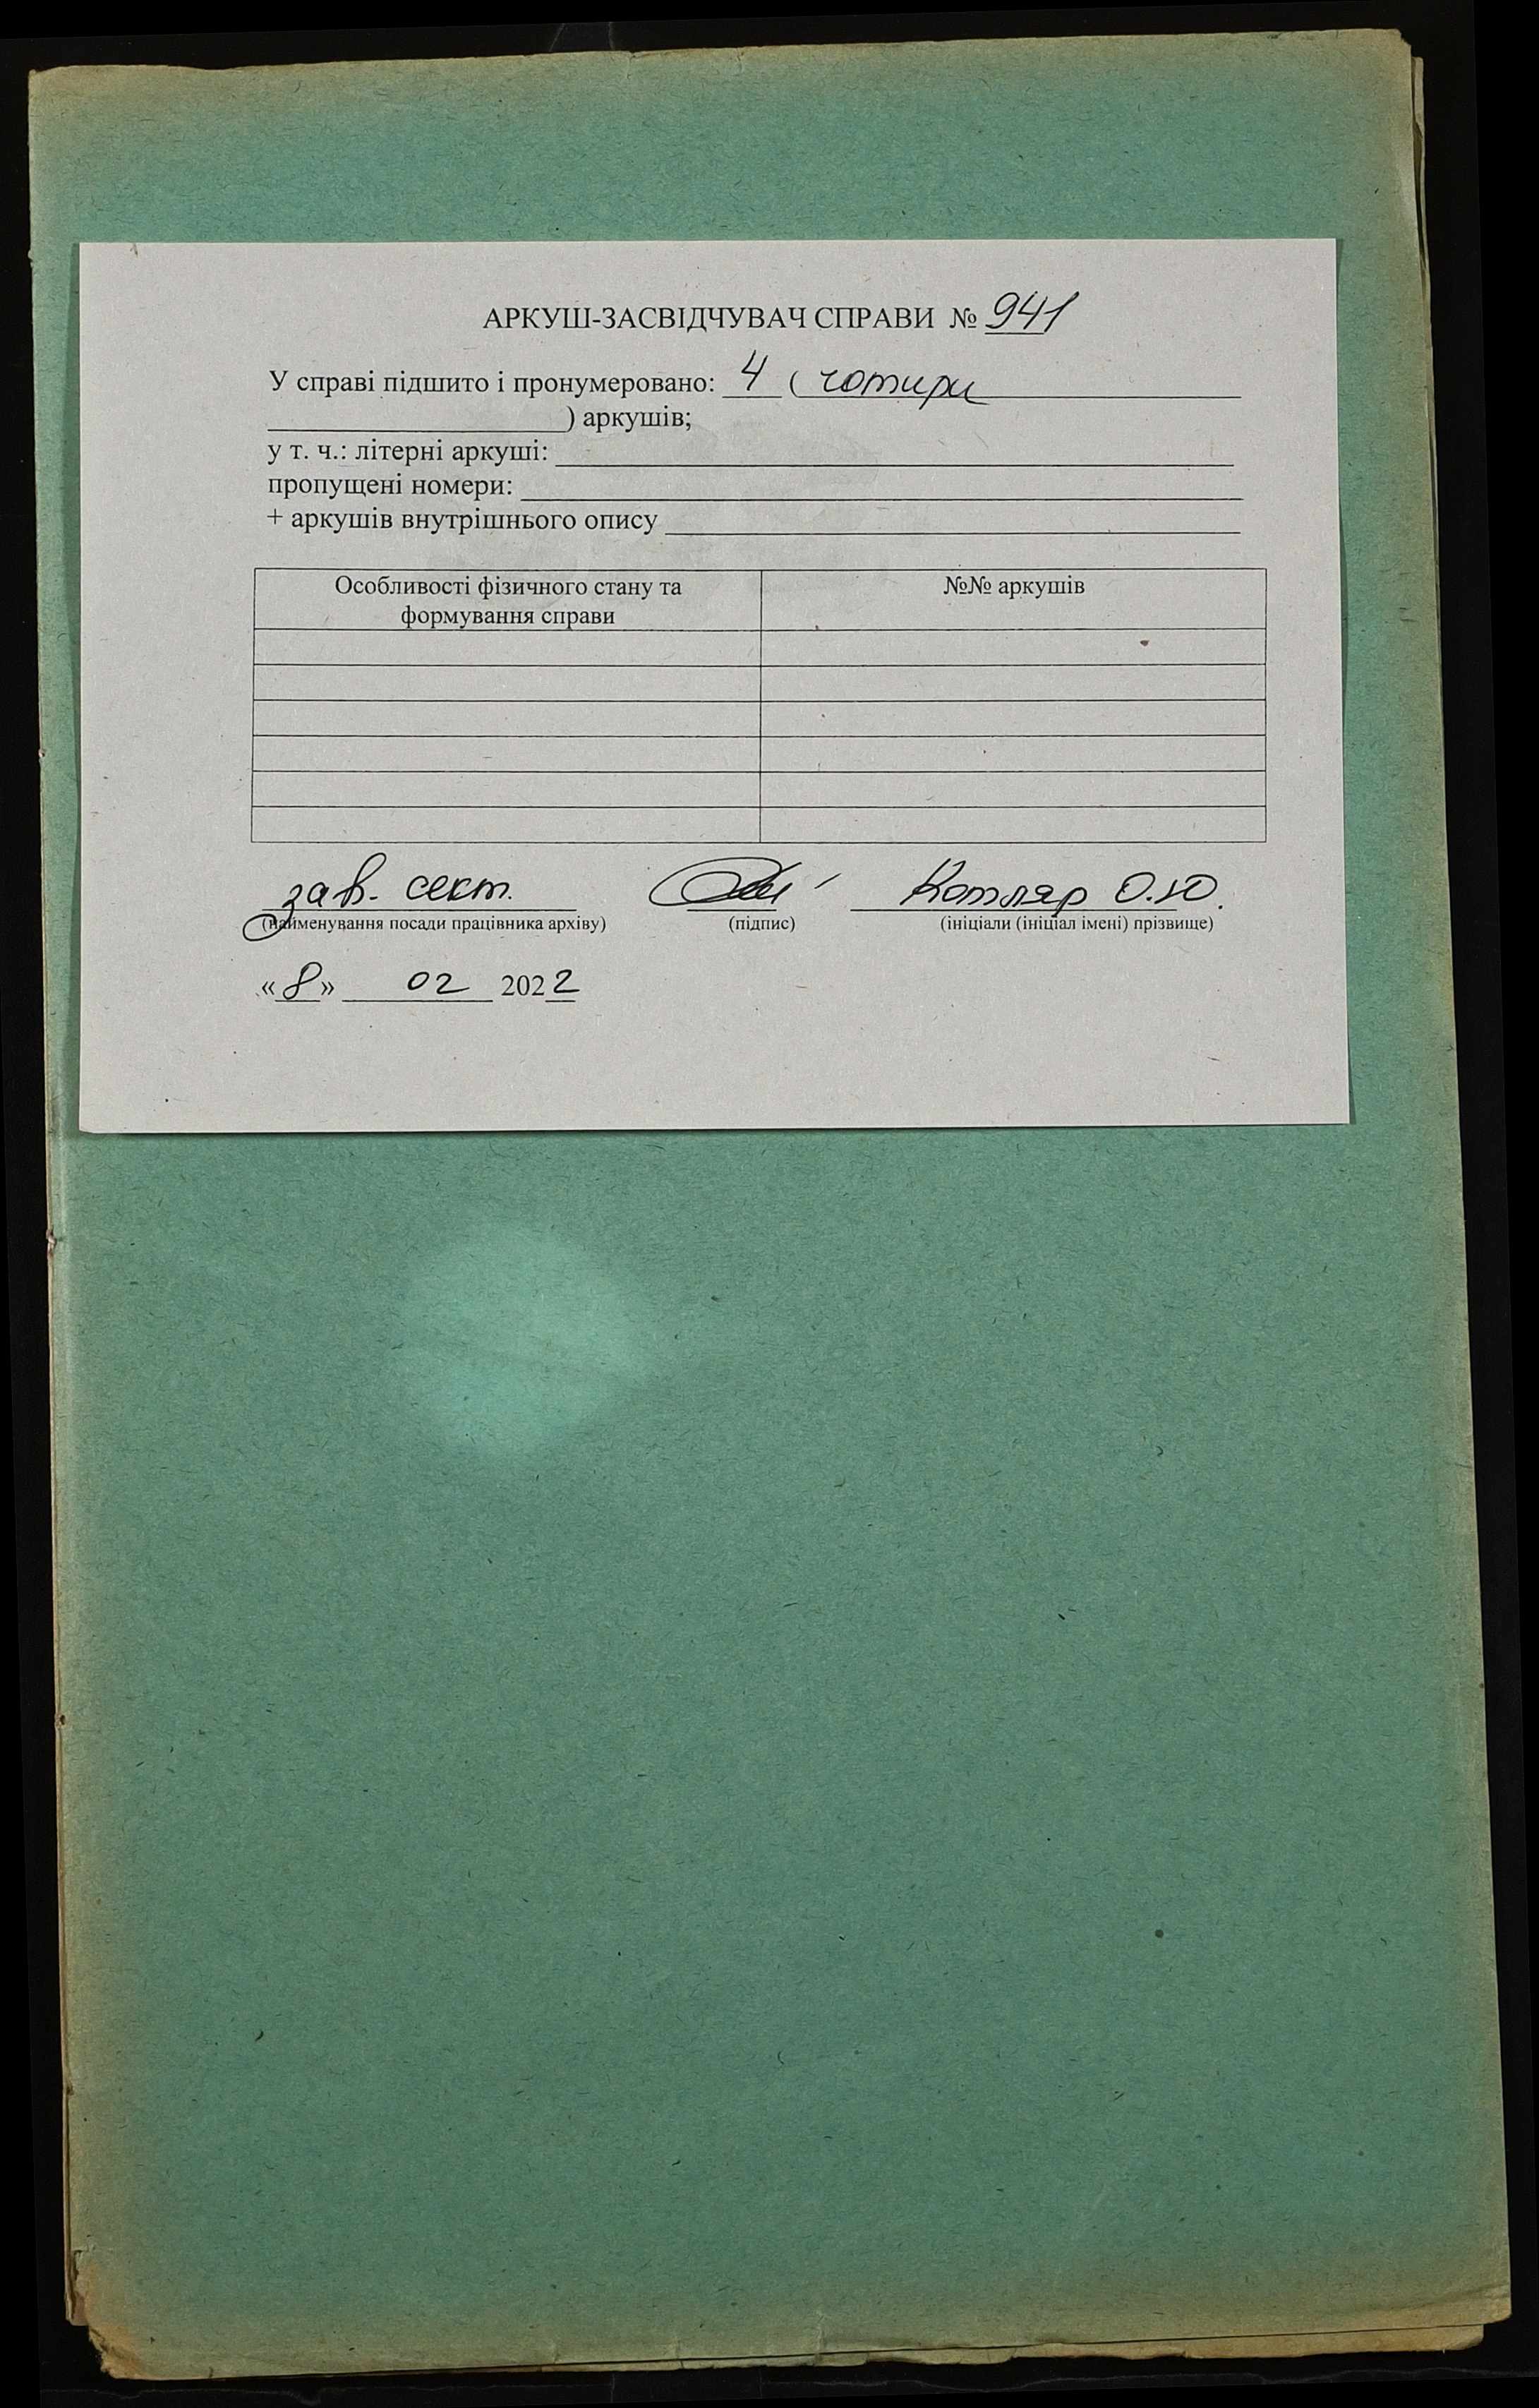 АРКУШ-ЗАСВІДЧУВАЧ СПРАВИ № 941
У справі підшито і пронумеровано: 4 ( чотири
) аркушів;
у т. ч.: літерні аркуші:
пропущені номери:
+ аркушів внутрішнього опису
Особливості фізичного стану та №№ аркушів
формування справи
зав. сект. Котляр О.Ю.
(найменування посади працівника архіву) (підпис) (ініціали (ініціал імені) прізвище)
«8» 02 2022